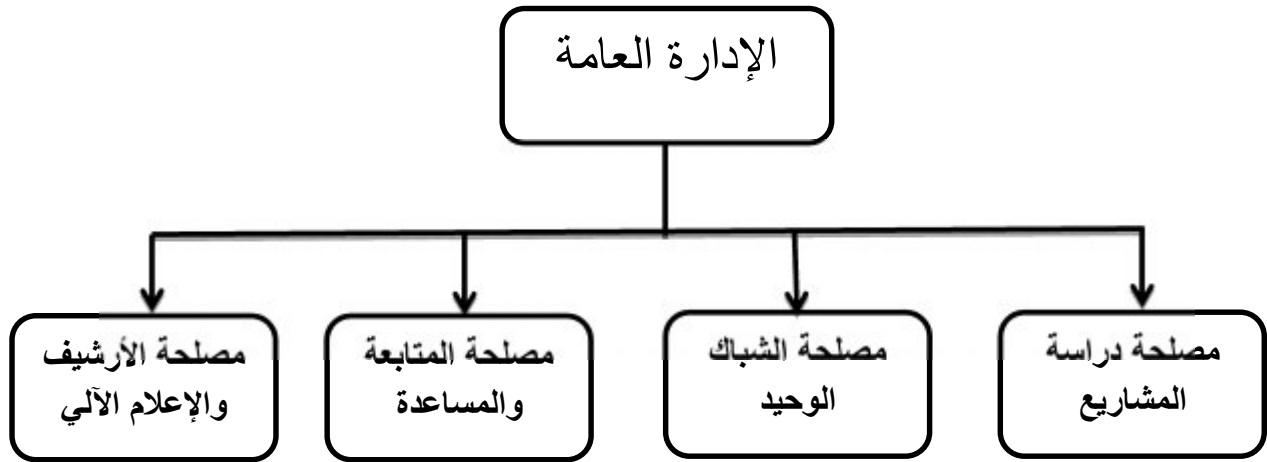 الإدارة العامة
مصلحة دراسة
المشاريع
مصلحة الشباك
الوحيد
مصلحة المتابعة
والمساعدة
مصلحة الأرشيف
والإعلام الآلي